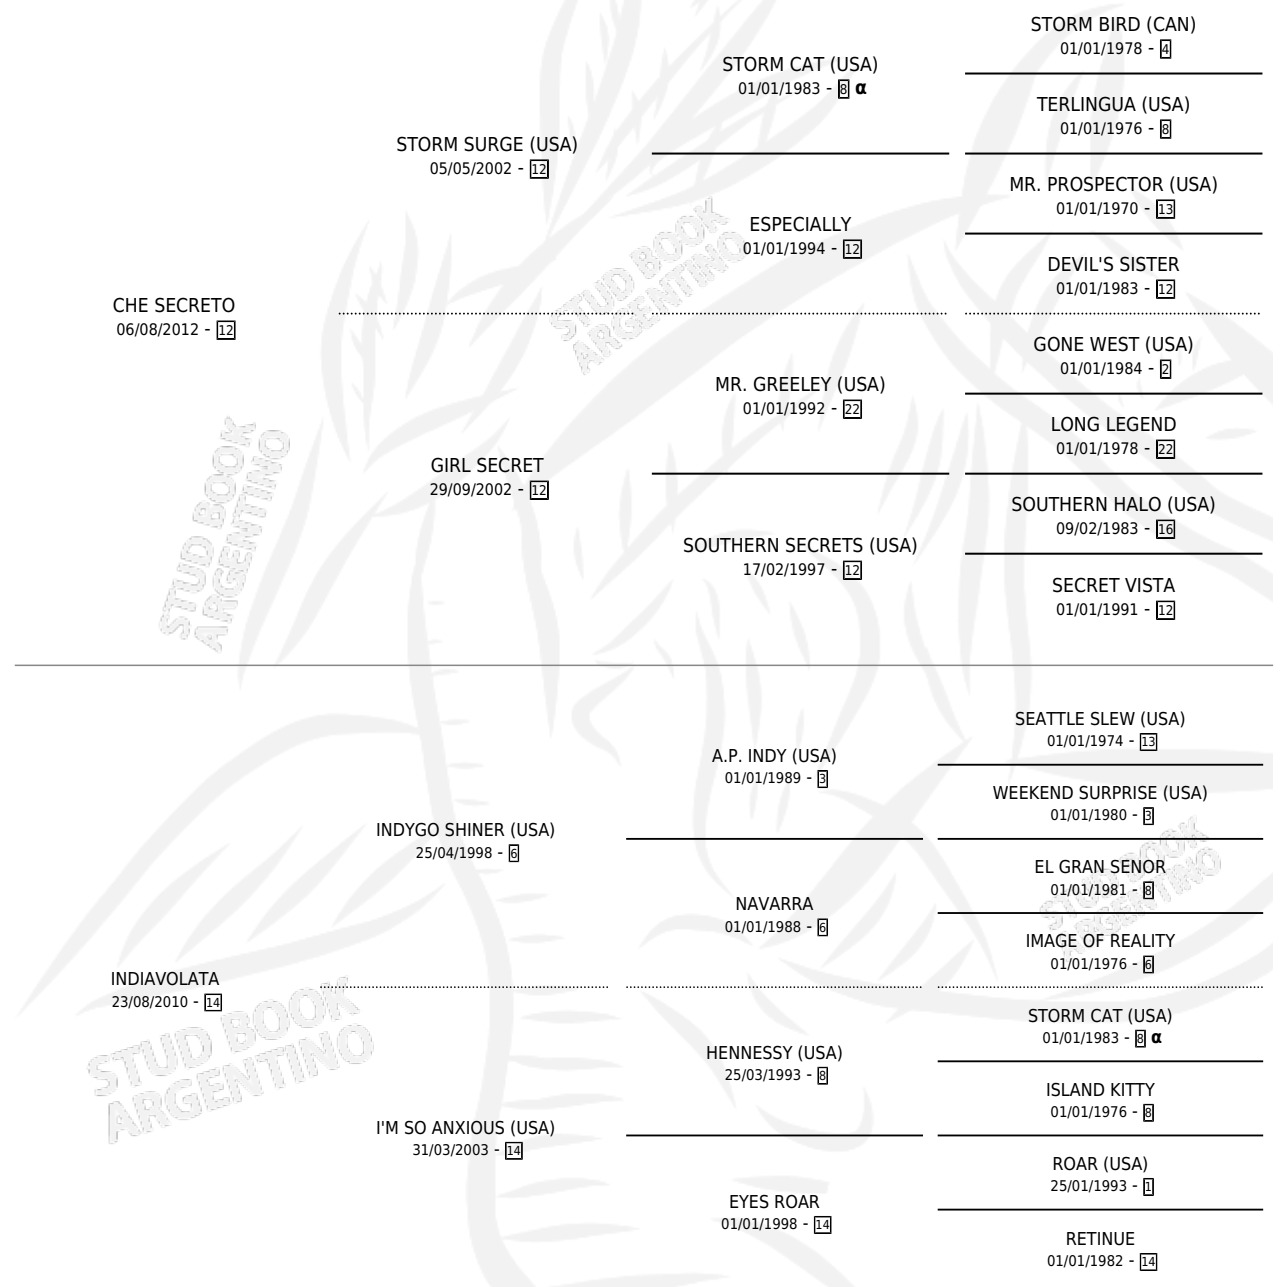 STORM BIRD (CAN)
01/01/1978 - 4
STORM CAT (USA)
01/01/1983 - 8 α
TERLINGUA (USA)
01/01/1976 - 8
STORM SURGE (USA)
05/05/2002 - 12
MR. PROSPECTOR (USA)
01/01/1970 - 13
ESPECIALLY
01/01/1994 - 12
DEVIL'S SISTER
01/01/1983 - 12
CHE SECRETO
06/08/2012 - 12
GONE WEST (USA)
01/01/1984 - 2
MR. GREELEY (USA)
01/01/1992 - 22
LONG LEGEND
01/01/1978 - 22
GIRL SECRET
29/09/2002 - 12
SOUTHERN HALO (USA)
09/02/1983 - 16
SOUTHERN SECRETS (USA)
17/02/1997 - 12
SECRET VISTA
01/01/1991 - 12
STUD BOOK
ARGENTINO
STUD BOOK
ARGENTINO
SEATTLE SLEW (USA)
01/01/1974 - 13
A.P. INDY (USA)
01/01/1989 - 3
WEEKEND SURPRISE (USA)
01/01/1980 - 3
INDYGO SHINER (USA)
25/04/1998 - 6
EL GRAN SENOR
01/01/1981 - 8
NAVARRA
01/01/1988 - 6
IMAGE OF REALITY
01/01/1976 - 6
INDIAVOLATA
23/08/2010 - 14
STORM CAT (USA)
01/01/1983 - 8 α
HENNESSY (USA)
25/03/1993 - 8
ISLAND KITTY
01/01/1976 - 8
I'M SO ANXIOUS (USA)
31/03/2003 - 14
ROAR (USA)
25/01/1993 - 1
EYES ROAR
01/01/1998 - 14
RETINUE
01/01/1982 - 14
STUD BOOK
ARGENTINO
STUD BOOK
ARGENTINO